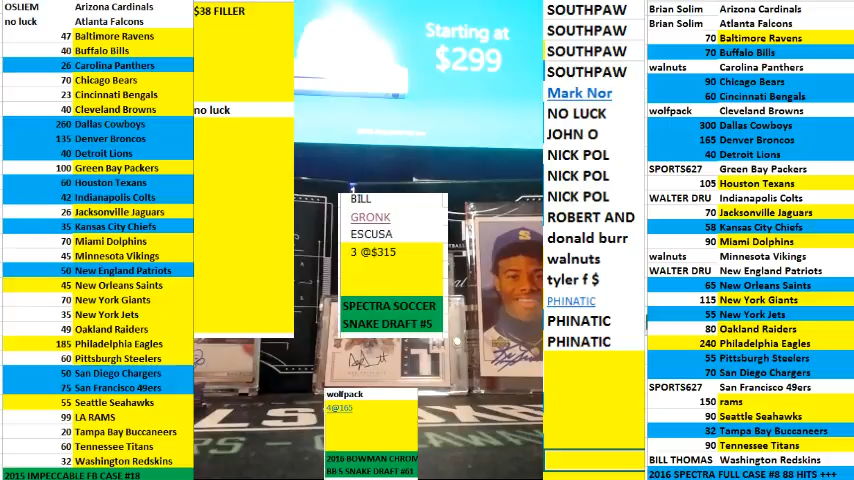 OSLIEM Arizona Cardinals
no luck Atlanta Falcons
47 Baltimore Ravens
40 Buffalo Bills
26 Carolina Panthers
70 Chicago Bears
23 Cincinnati Bengals
40 Cleveland Browns
260 Dallas Cowboys
135 Denver Broncos
40 Detroit Lions
100 Green Bay Packers
60 Houston Texans
42 Indianapolis Colts
26 Jacksonville Jaguars
35 Kansas City Chiefs
70 Miami Dolphins
45 Minnesota Vikings
50 New England Patriots
45 New Orleans Saints
70 New York Giants
35 New York Jets
49 Oakland Raiders
185 Philadelphia Eagles
60 Pittsburgh Steelers
50 San Diego Chargers
75 San Francisco 49ers
55 Seattle Seahawks
99 LA RAMS
20 Tampa Bay Buccaneers
60 Tennessee Titans
32 Washington Redskins
2015 IMPECCABLE FB CASE #18
$38 FILLER
no luck
Starting at
$299
BILL
GRONK
ESCUSA
3 @$315
SPECTRA SOCCER
SNAKE DRAFT #5
wolfpack
4@165
2016 BOWMAN CHROM
BB 5 SNAKE DRAFT #61
SOUTHPAW
SOUTHPAW
SOUTHPAW
SOUTHPAW
Mark Nor
NO LUCK
JOHN O
NICK POL
NICK POL
NICK POL
ROBERT AND
donald burr
walnuts
tyler f $
PHINATIC
PHINATIC
PHINATIC
Brian Solim Arizona Cardinals
Brian Solim Atlanta Falcons
70 Baltimore Ravens
70 Buffalo Bills
walnuts Carolina Panthers
90 Chicago Bears
60 Cincinnati Bengals
wolfpack Cleveland Browns
300 Dallas Cowboys
165 Denver Broncos
40 Detroit Lions
SPORTS627 Green Bay Packers
105 Houston Texans
WALTER DRU Indianapolis Colts
70 Jacksonville Jaguars
58 Kansas City Chiefs
90 Miami Dolphins
walnuts Minnesota Vikings
WALTER DRU New England Patriots
65 New Orleans Saints
115 New York Giants
55 New York Jets
80 Oakland Raiders
240 Philadelphia Eagles
55 Pittsburgh Steelers
70 San Diego Chargers
SPORTS627 San Francisco 49ers
150 rams
90 Seattle Seahawks
32 Tampa Bay Buccaneers
90 Tennessee Titans
BILL THOMAS Washington Redskins
2016 SPECTRA FULL CASE #8 88 HITS +++